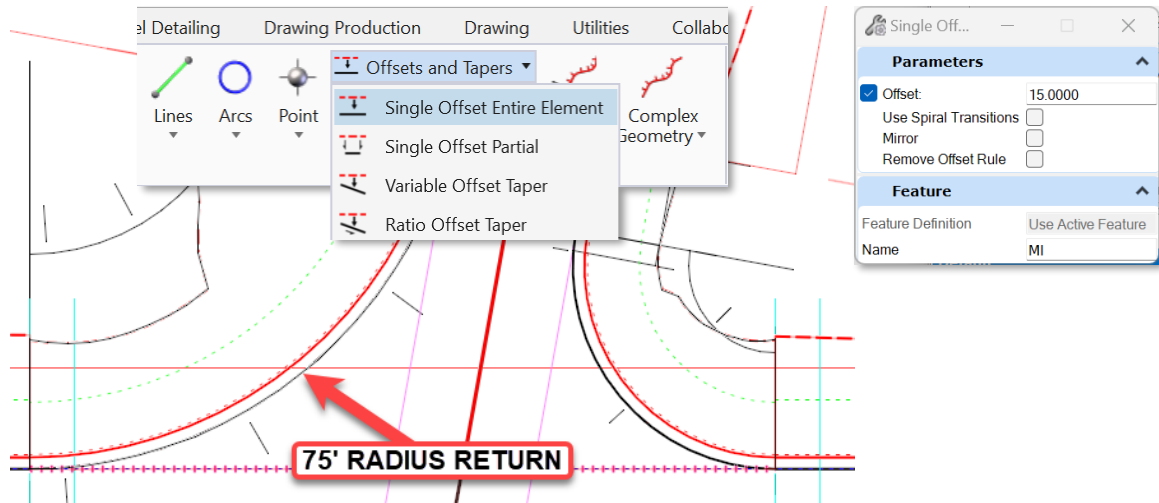 el Detailing
Drawing Production
Drawing
Utilities
Collabo
Single Off...
Lines
Arcs
Point
Offsets and Tapers
Complex
Geometry
Single Offset Entire Element
Single Offset Partial
Variable Offset Taper
Ratio Offset Taper
Parameters
Offset: 15.0000
Use Spiral Transitions
Mirror
Remove Offset Rule
Feature
Feature Definition Use Active Feature
Name MI
75' RADIUS RETURN